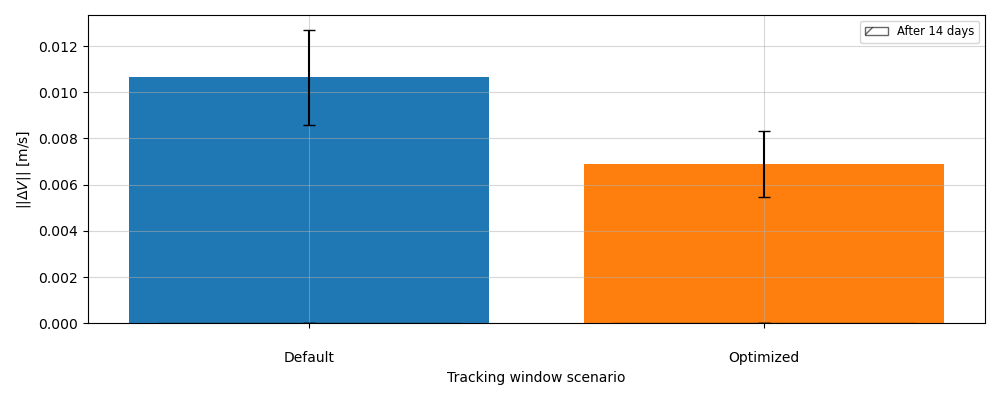 After 14 days
0.012
0.010
0.008
0.006
0.004
0.002
0.000
||ΔV|| [m/s]
Default
Optimized
Tracking window scenario